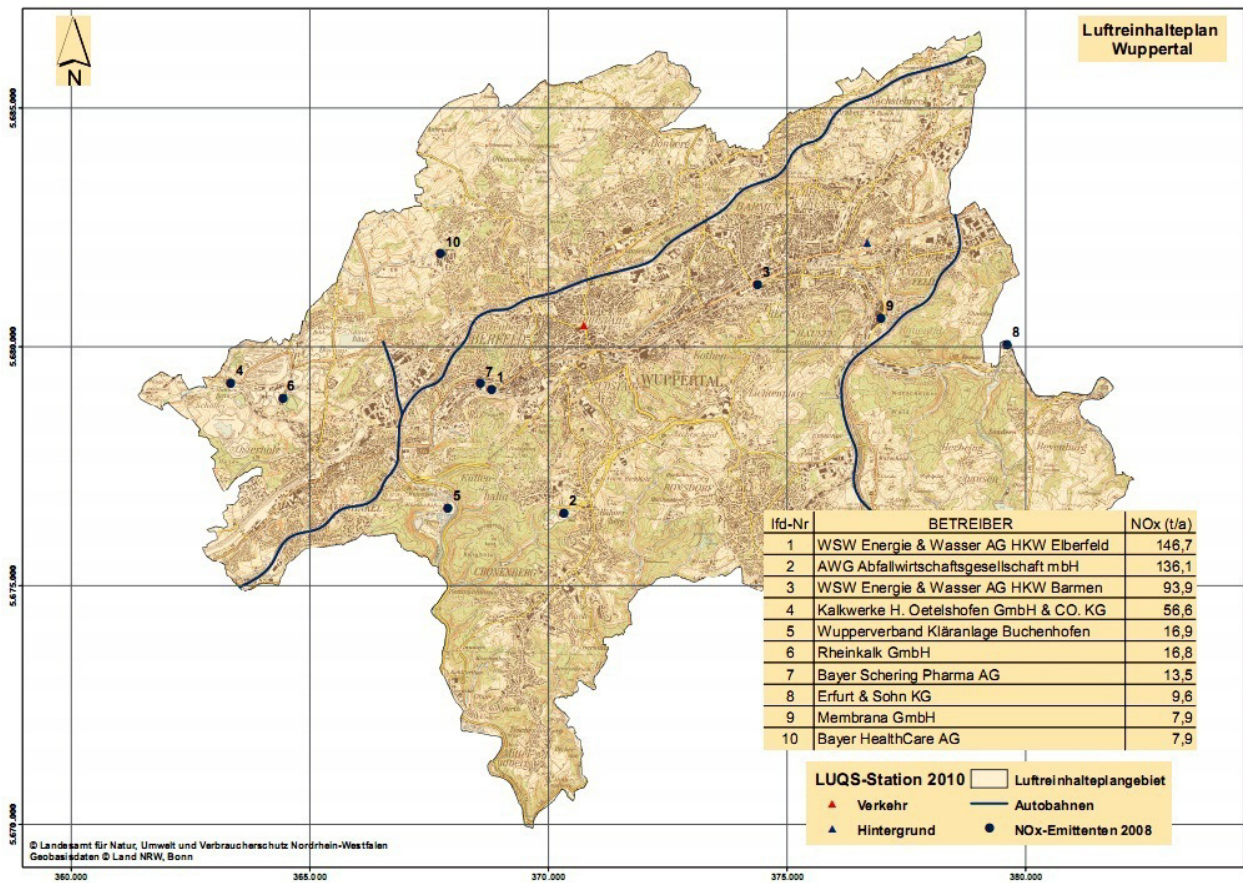 Luftreinhalteplan
Wuppertal
N
5.685.000
5.680.000
5.675.000
5.670.000
10
3
9
8
4
6
7
1
WUPPERTAL
5
2
RONSDORF
CRONENBERG
lfd-Nr BETREIBER NOx (t/a)
1 WSW Energie & Wasser AG HKW Elberfeld 146,7
2 AWG Abfallwirtschaftsgesellschaft mbH 136,1
3 WSW Energie & Wasser AG HKW Barmen 93,9
4 Kalkwerke H. Oetelshofen GmbH & CO. KG 56,6
5 Wupperverband Kläranlage Buchenhofen 16,9
6 Rheinkalk GmbH 16,8
7 Bayer Schering Pharma AG 13,5
8 Erfurt & Sohn KG 9,6
9 Membrana GmbH 7,9
10 Bayer HealthCare AG 7,9
LUQS-Station 2010 Luftreinhalteplangebiet
Verkehr Autobahnen
Hintergrund NOx-Emittenten 2008
© Landesamt für Natur, Umwelt und Verbraucherschutz Nordrhein-Westfalen
Geobasisdaten © Land NRW, Bonn
360.000 365.000 370.000 375.000 380.000